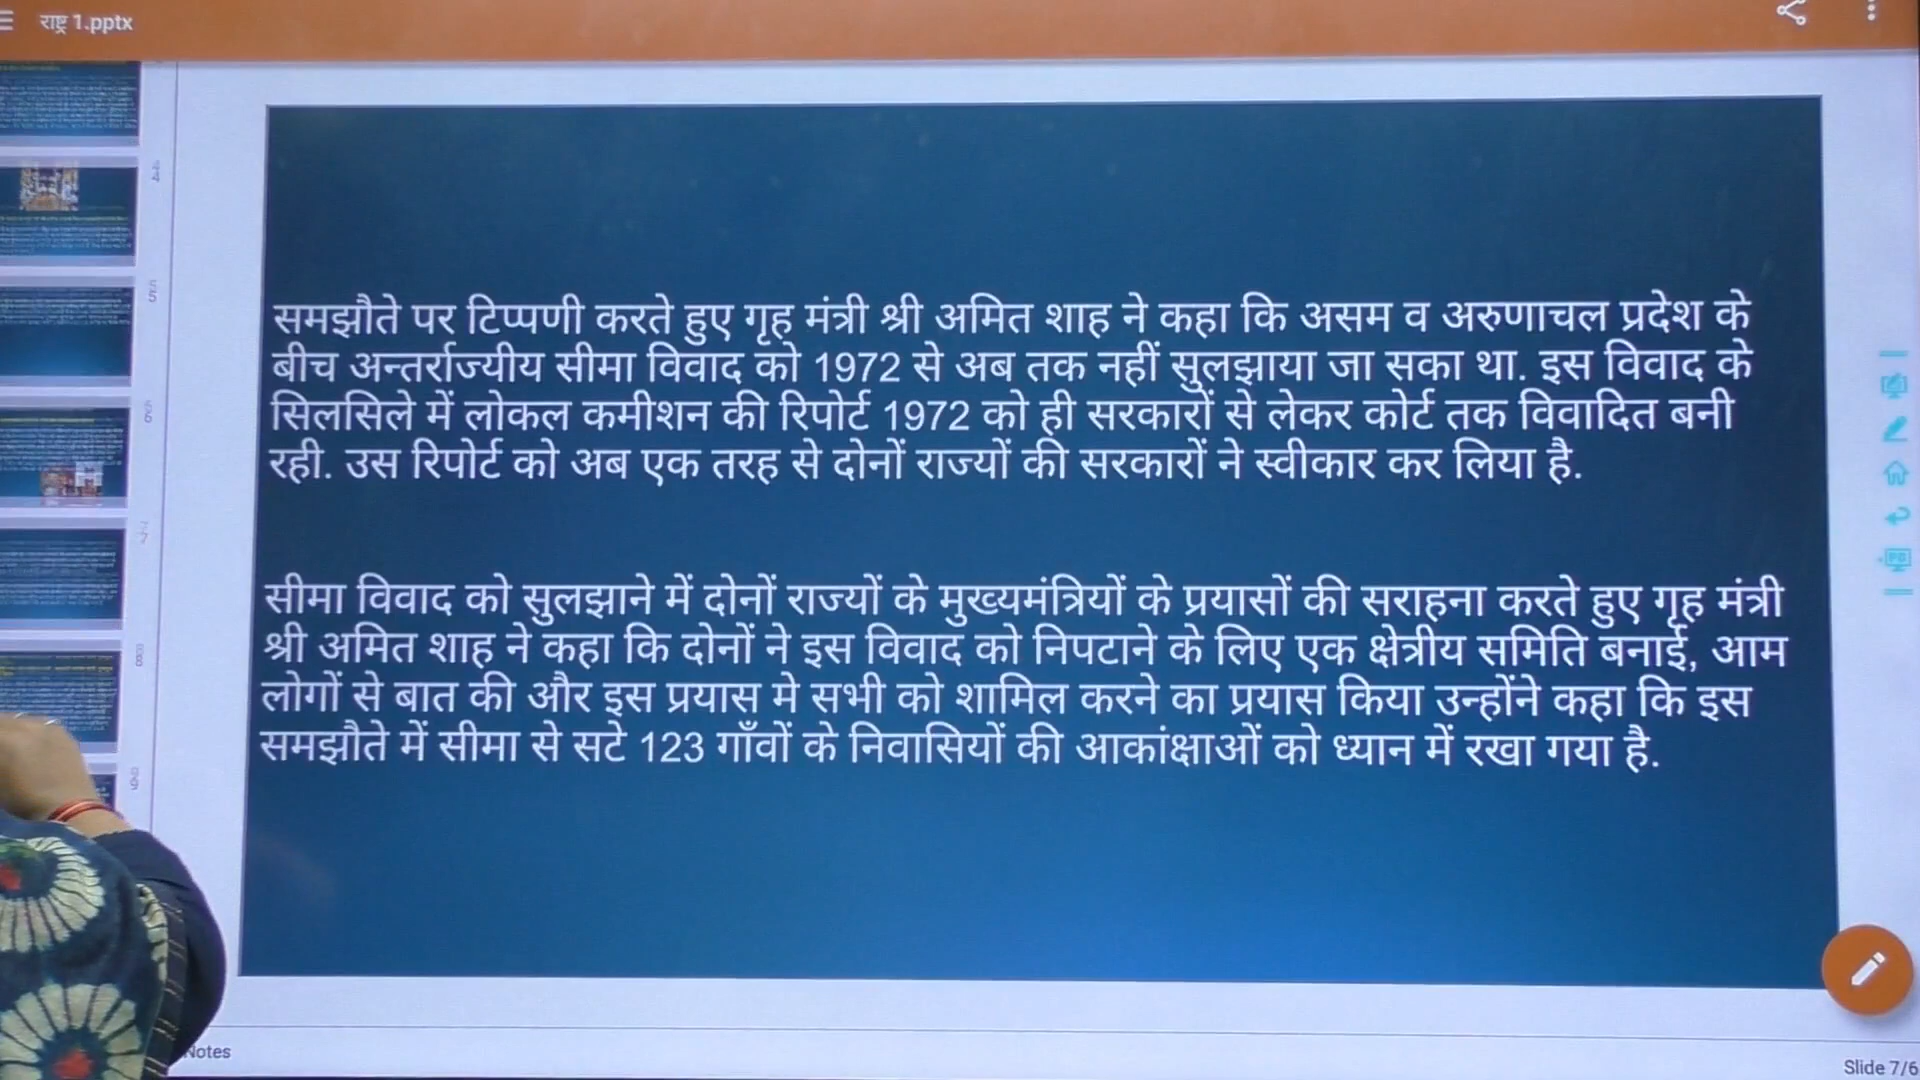 राष्ट्र 1.pptx
समझौते पर टिप्पणी करते हुए गृह मंत्री श्री अमित शाह ने कहा कि असम व अरुणाचल प्रदेश के
बीच अन्तर्राज्यीय सीमा विवाद को 1972 से अब तक नहीं सुलझाया जा सका था. इस विवाद के
सिलसिले में लोकल कमीशन की रिपोर्ट 1972 को ही सरकारों से लेकर कोर्ट तक विवादित बनी
रही. उस रिपोर्ट को अब एक तरह से दोनों राज्यों की सरकारों ने स्वीकार कर लिया है.
सीमा विवाद को सुलझाने में दोनों राज्यों के मुख्यमंत्रियों के प्रयासों की सराहना करते हुए गृह मंत्री
श्री अमित शाह ने कहा कि दोनों ने इस विवाद को निपटाने के लिए एक क्षेत्रीय समिति बनाई, आम
लोगों से बात की और इस प्रयास मे सभी को शामिल करने का प्रयास किया उन्होंने कहा कि इस
समझौते में सीमा से सटे 123 गाँवों के निवासियों की आकांक्षाओं को ध्यान में रखा गया है.
Notes
Slide 7/6